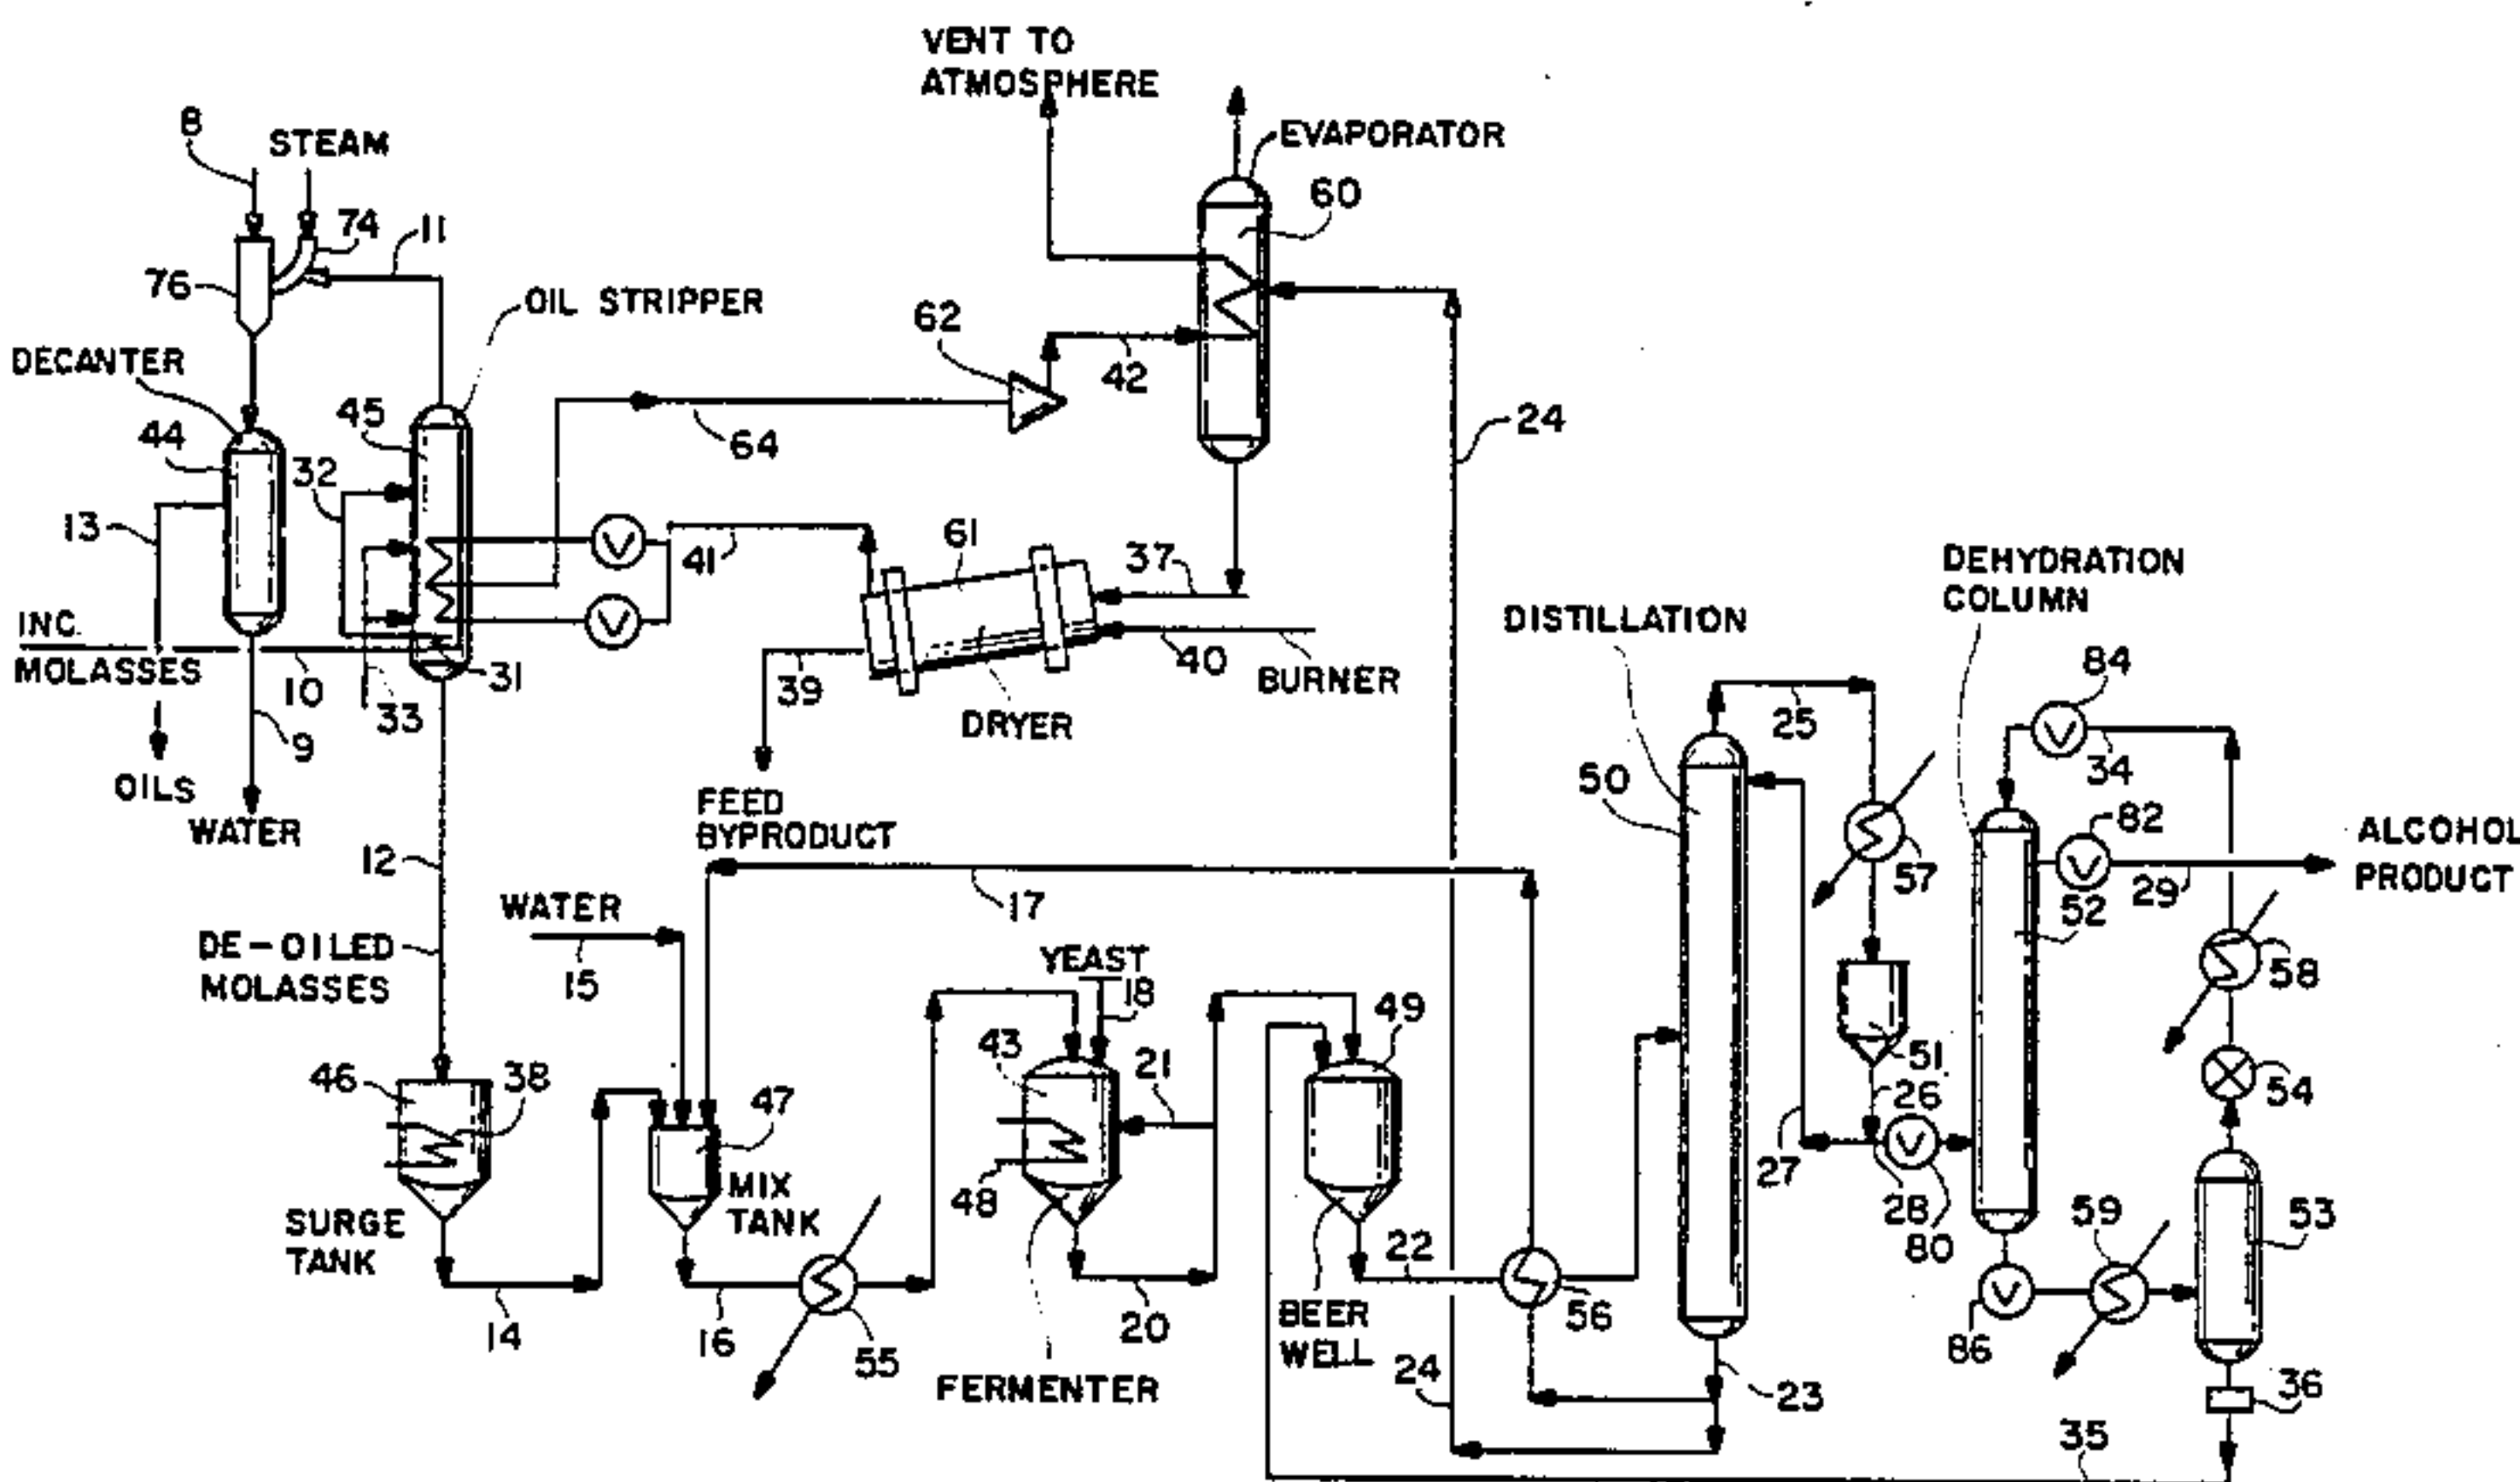 VENT TO
ATMOSPHERE
8
STEAM
EVAPORATOR
60
74
11
76
OIL STRIPPER
62
DECANTER
42
45
44
24
64
32
13
61
37
41
DEHYDRATION
COLUMN
DISTILLATION
INC.
MOLASSES
10
31
40
BURNER
84
39
33
DRYER
25
9
34
OILS
50
FEED
BYPRODUCT
82
WATER
ALCOHOL
PRODUCT
12
57
29
52
WATER
17
DE-OILED
MOLASSES
YEAST
15
18
58
49
43
46
38
21
51
47
26
54
27
MIX
TANK
48
28
SURGE
TANK
59
53
80
22
BEER
WELL
56
14
16
20
86
55
24
FERMENTER
23
36
35